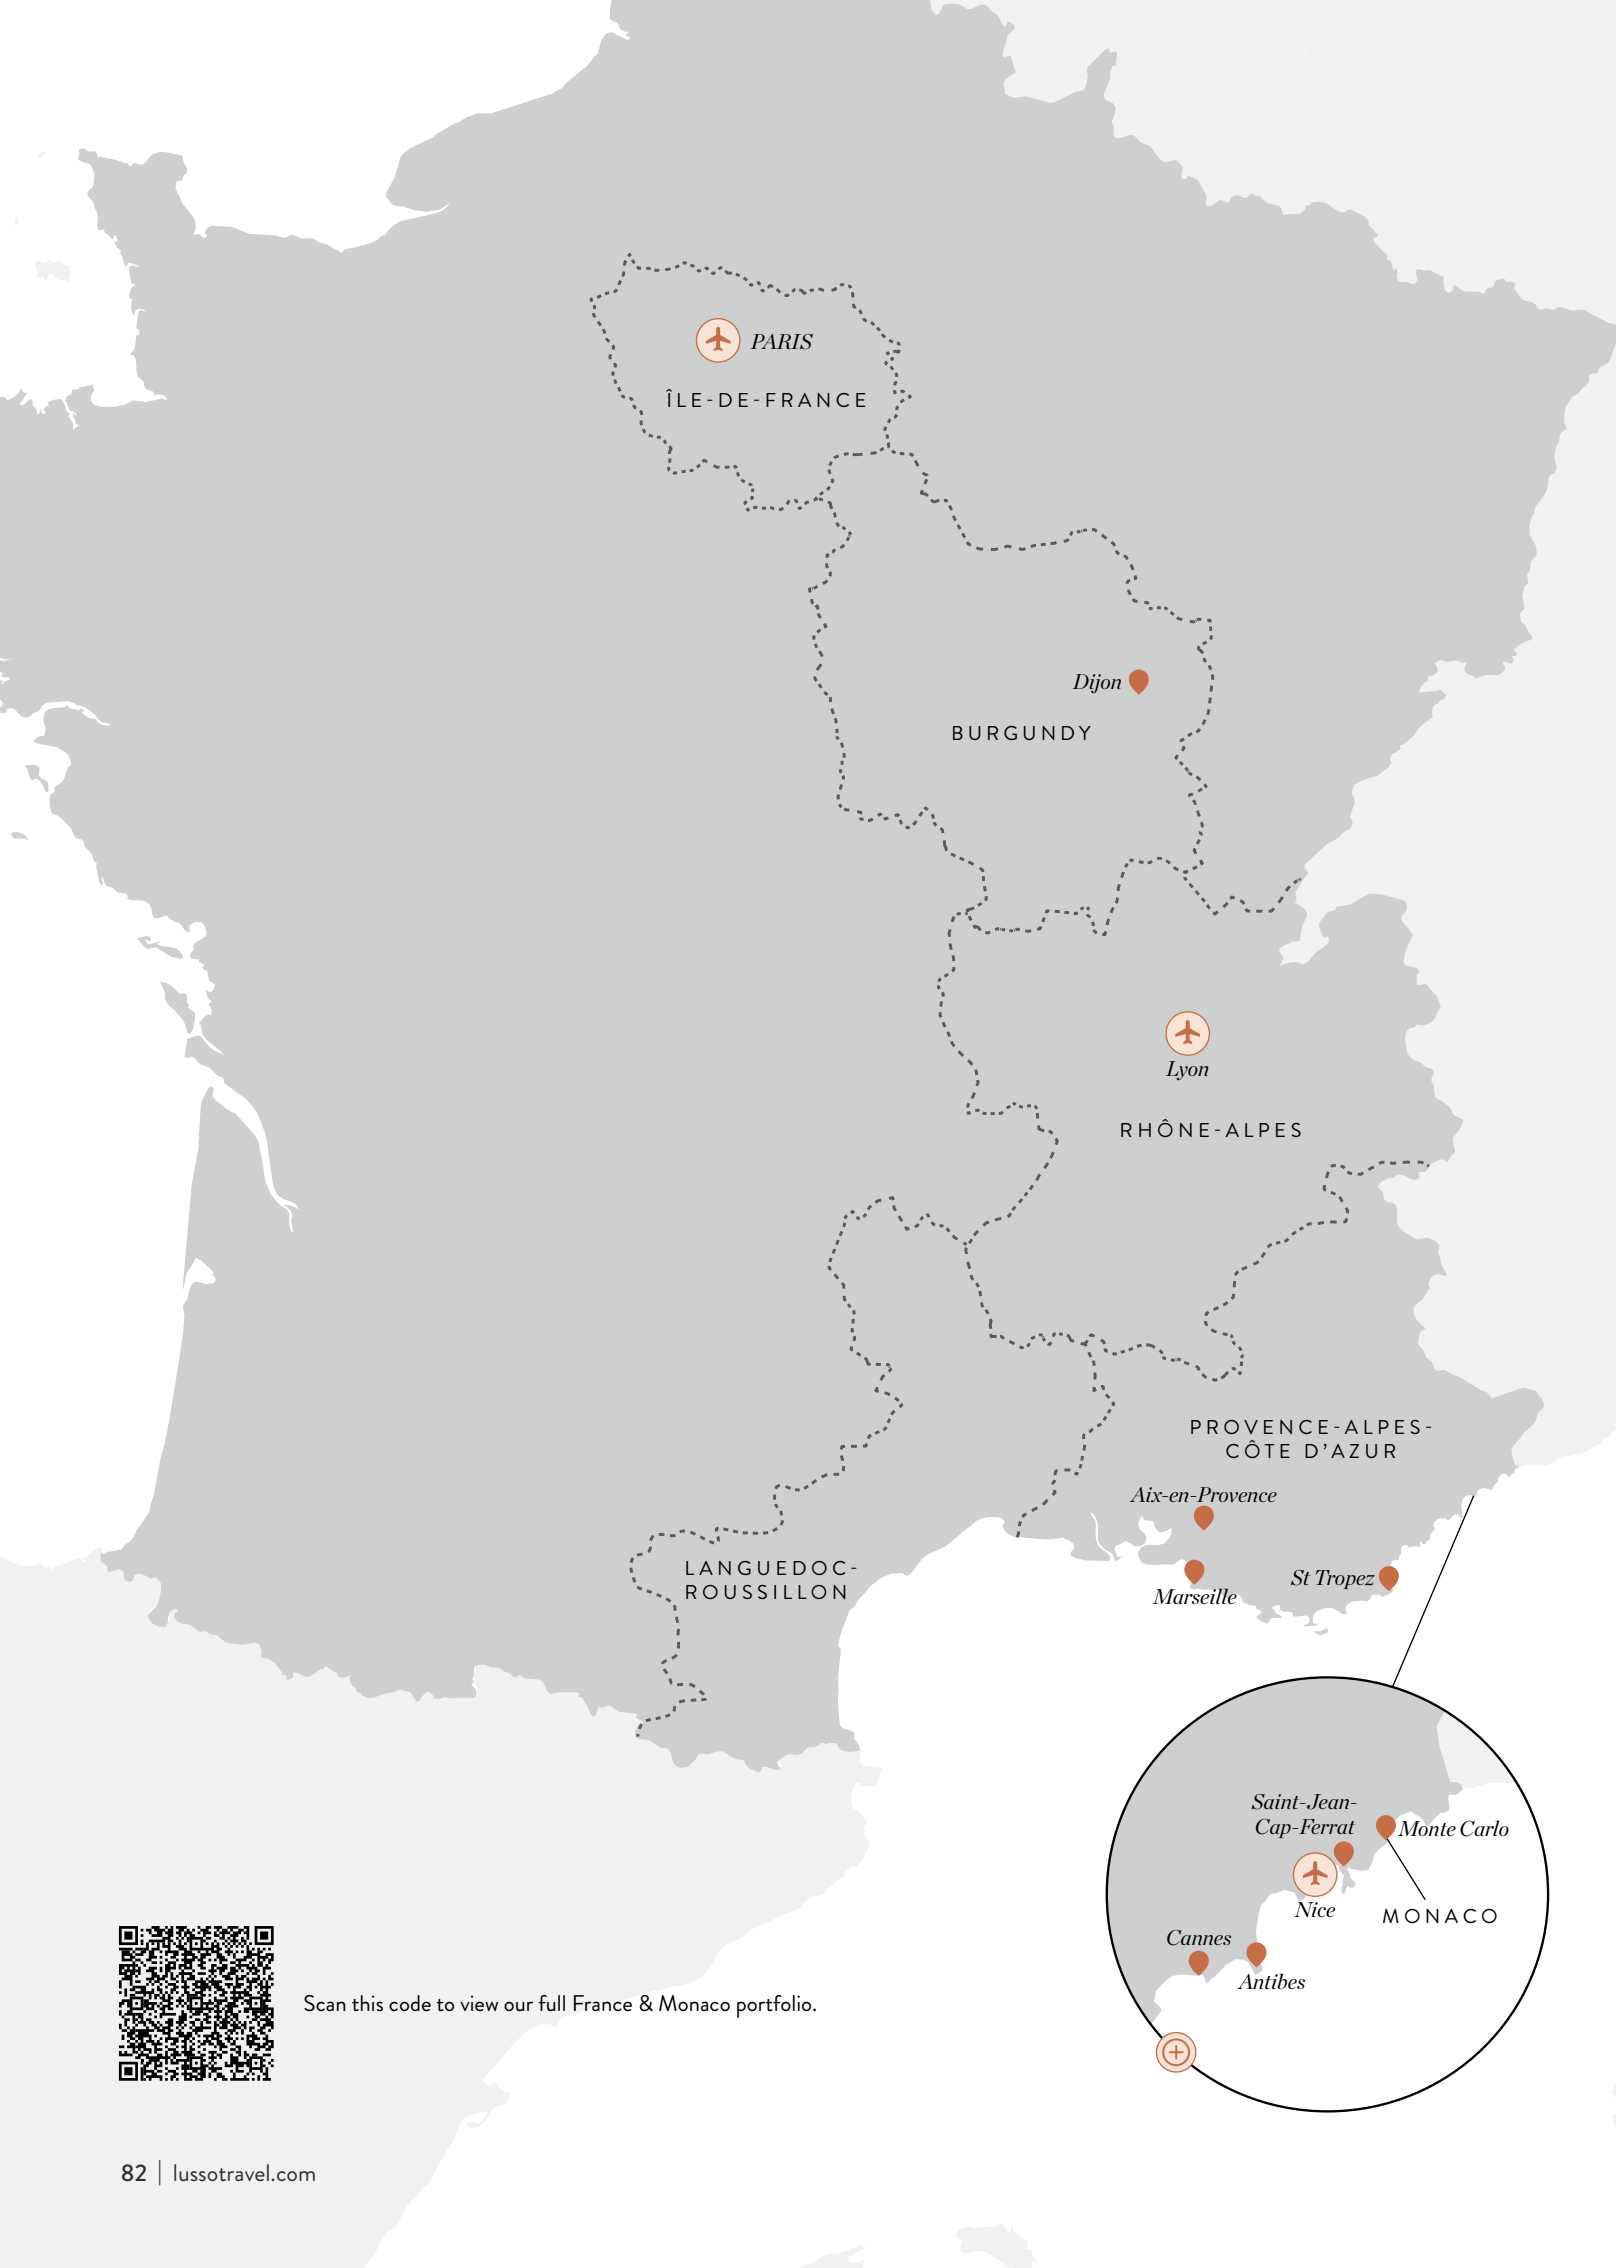 PARIS
ÎLE-DE-FRANCE
Dijon
BURGUNDY
Lyon
RHÔNE-ALPES
PROVENCE-ALPES-
CÔTE D’AZUR
Aix-en-Provence
Marseille
St Tropez
LANGUEDOC-
ROUSSILLON
Saint-Jean-
Cap-Ferrat
Monte Carlo
Nice
MONACO
Cannes
Antibes
Scan this code to view our full France & Monaco portfolio.
82 | lussotravel.com